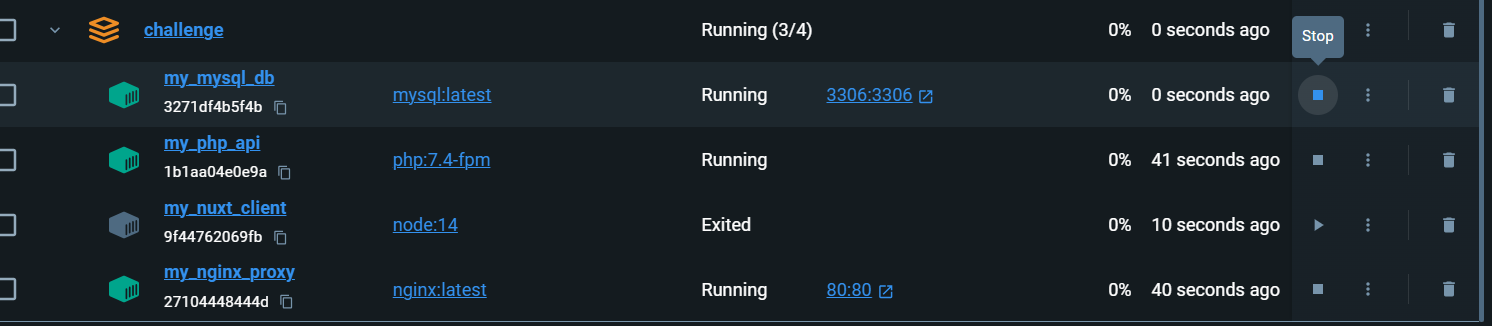 challenge Running (3/4) 0% 0 seconds ago
Stop
my_mysql_db
3271df4b5f4b mysql:latest Running 3306:3306 0% 0 seconds ago
my_php_api
1b1aa04e0e9a php:7.4-fpm Running 0% 41 seconds ago
my_nuxt_client
9f44762069fb node:14 Exited 0% 10 seconds ago
my_nginx_proxy
27104448444d nginx:latest Running 80:80 0% 40 seconds ago